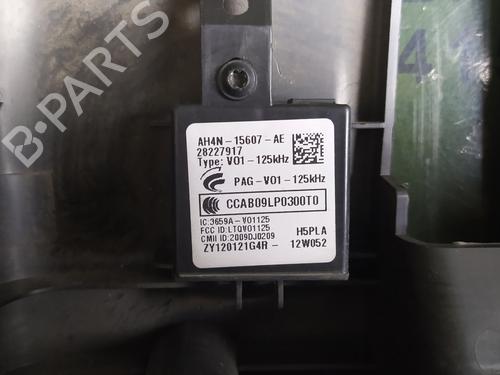 AH4N-15607-AE
28227917
Type: V01-125kHz
PAG-V01-125kHz
CCAB09LP0300T0
IC:3659A-V01125
FCC ID:LTQV01125
CMII ID:2009DJ0209
H5PLA
ZY120121G4R - 12W052
B-PARTS